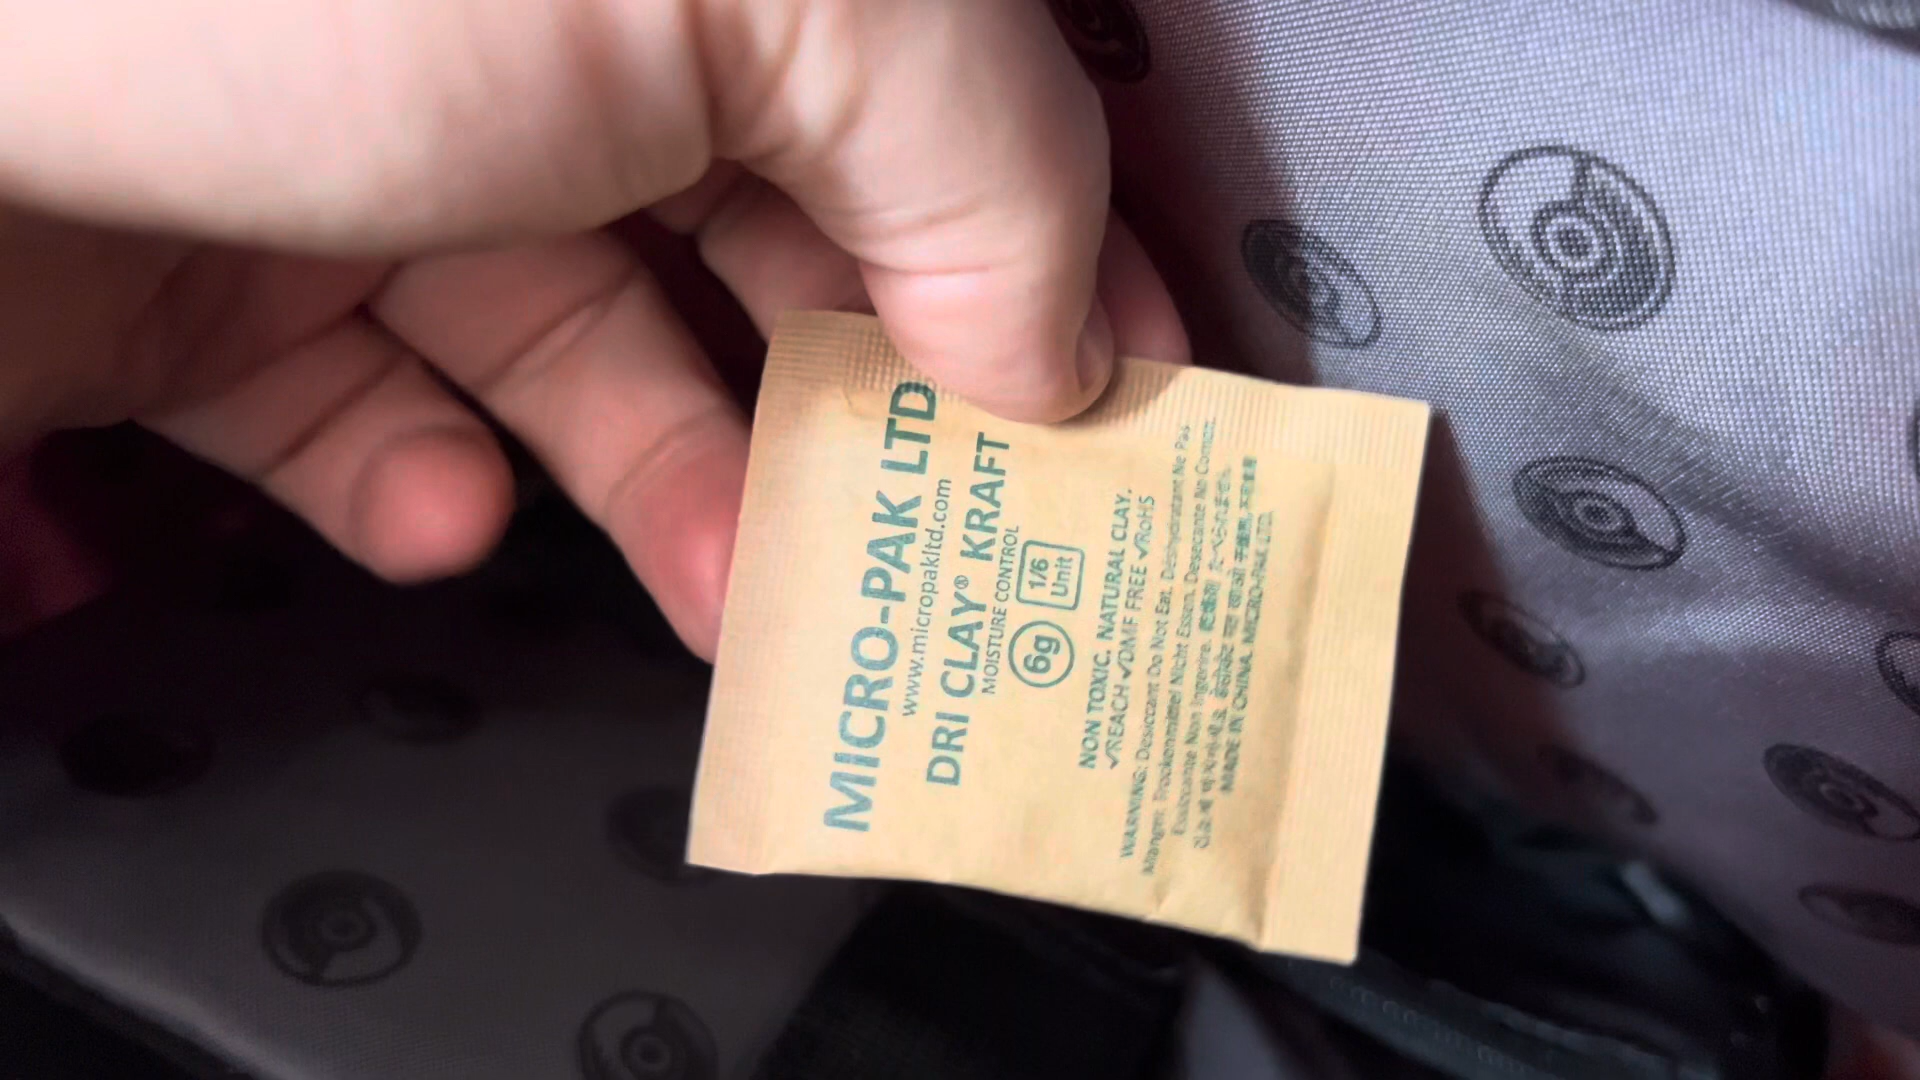 MICRO-PAK LTD
www.micropakltd.com
DRI CLAY® KRAFT
MOISTURE CONTROL
6g 1/6 Unit
NON TOXIC. NATURAL CLAY.
✓REACH ✓DMF FREE ✓RoHS
WARNING: Desiccant Do Not Eat. Déshydratant Ne Pas
Manger. Trockenmittel Nicht Essen. Desecante No Comer.
Essiccante Non Ingerire.
MADE IN CHINA. MICRO-PAK LTD.